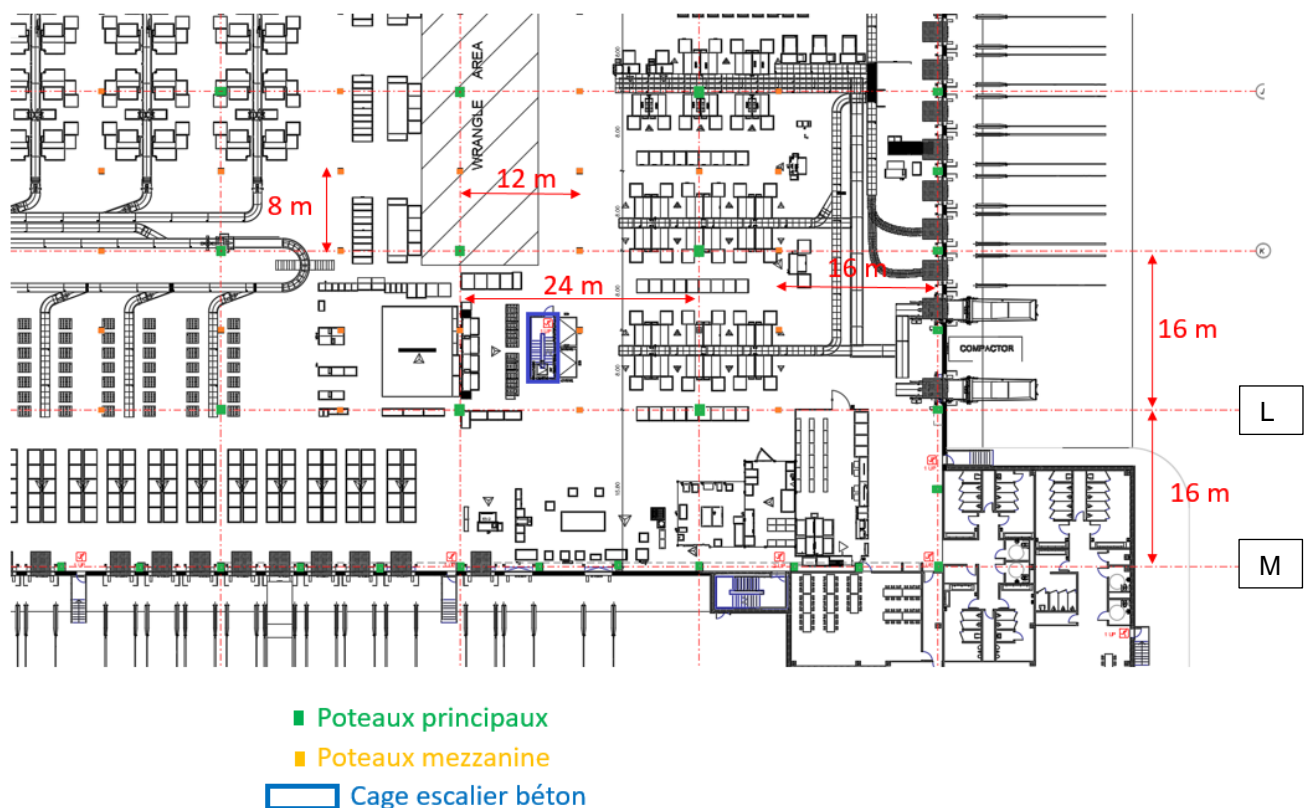 WRANGLE AREA
J
12 m
8 m
K
24 m
16 m
16 m
COMPACTOR
L
16 m
M
Poteaux principaux
Poteaux mezzanine
Cage escalier béton